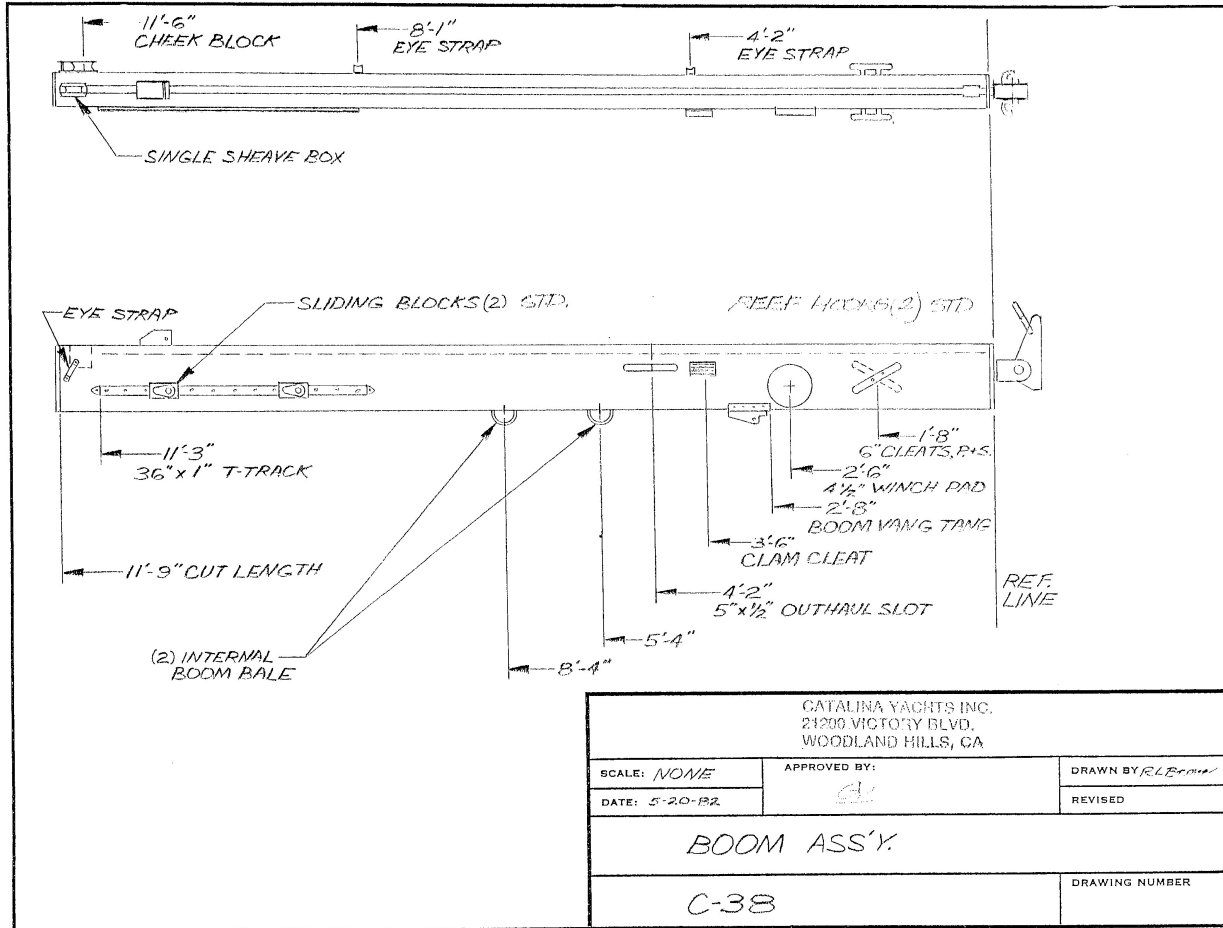 11'-6"
CHEEK BLOCK
8'-1"
EYE STRAP
4'-2"
EYE STRAP
SINGLE SHEAVE BOX
EYE STRAP
SLIDING BLOCKS (2) STD.
REEF HOOKS (2) STD
11'-3"
36" x 1" T-TRACK
1'-8"
6" CLEATS, P+S.
2'-6"
4 1/2" WINCH PAD
2'-8"
BOOM VANG TANG
3'-6"
CLAM CLEAT
11'-9" CUT LENGTH
4'-2"
5" x 1/2" OUTHAUL SLOT
REF.
LINE
5'-4"
8'-4"
(2) INTERNAL
BOOM BALE
CATALINA YACHTS INC.
21200 VICTORY BLVD.
WOODLAND HILLS, CA
SCALE: NONE
APPROVED BY:
DRAWN BY
DATE: 5-20-82
REVISED
BOOM ASS'Y.
C-38
DRAWING NUMBER